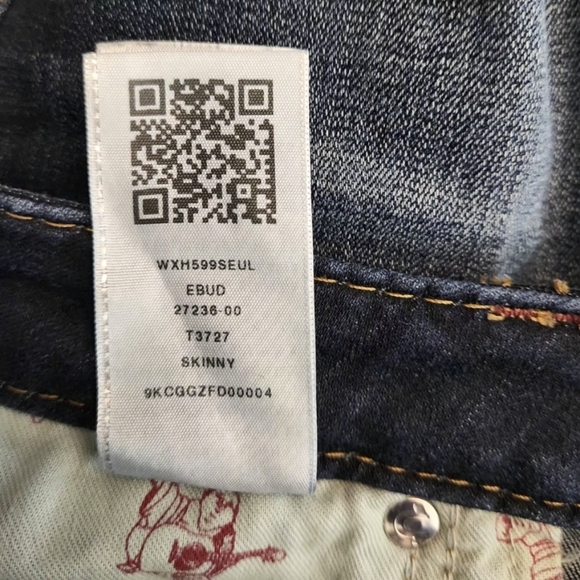 WXH599SEUL
EBUD
27236-00
T3727
SKINNY
9KCGGZFD00004